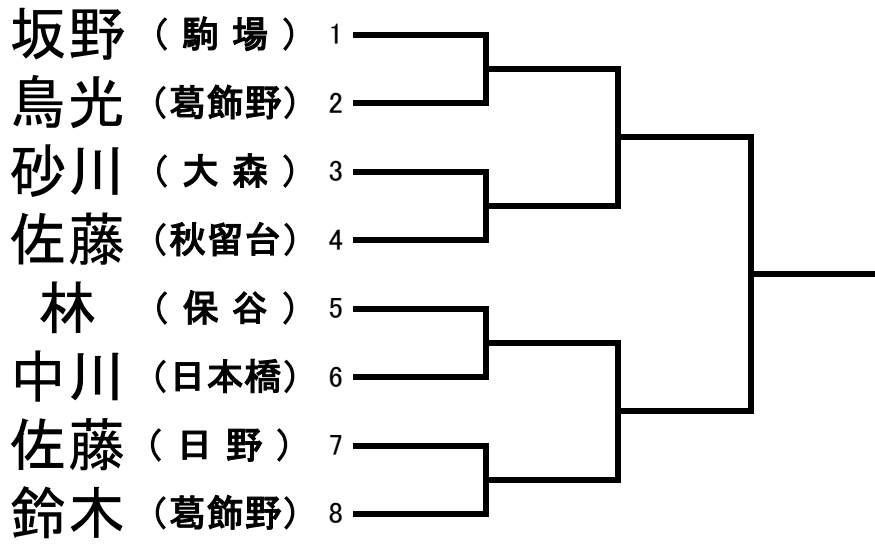 坂野 ( 駒 場 ) 1
鳥光 (葛飾野) 2
砂川 ( 大 森 ) 3
佐藤 (秋留台) 4
林 ( 保 谷 ) 5
中川 (日本橋) 6
佐藤 ( 日 野 ) 7
鈴木 (葛飾野) 8